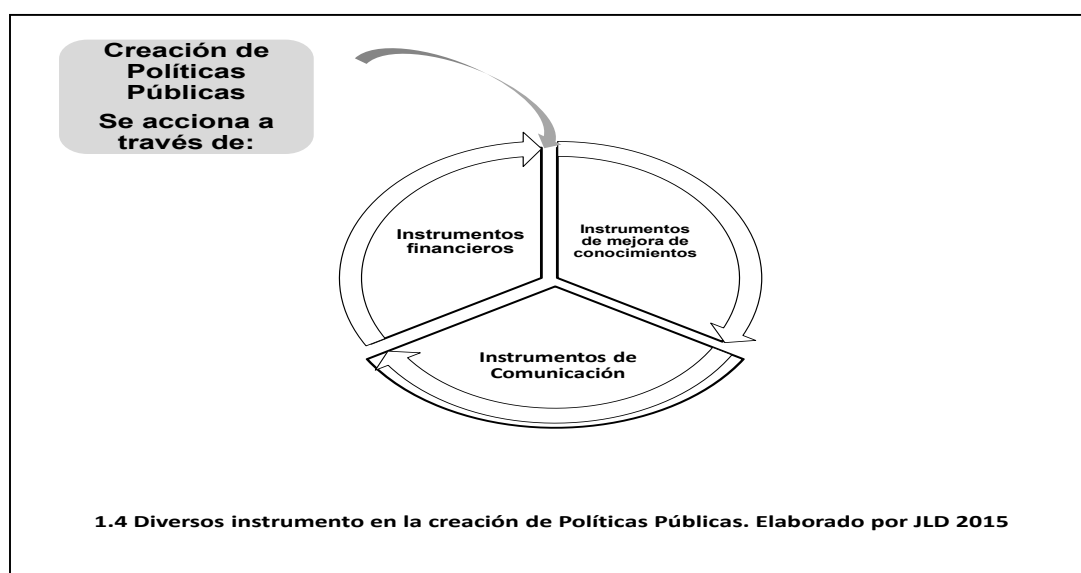 Creación de
Políticas
Públicas
Se acciona a
través de:
Instrumentos
financieros
Instrumentos
de mejora de
conocimientos
Instrumentos de
Comunicación
1.4 Diversos instrumento en la creación de Políticas Públicas. Elaborado por JLD 2015